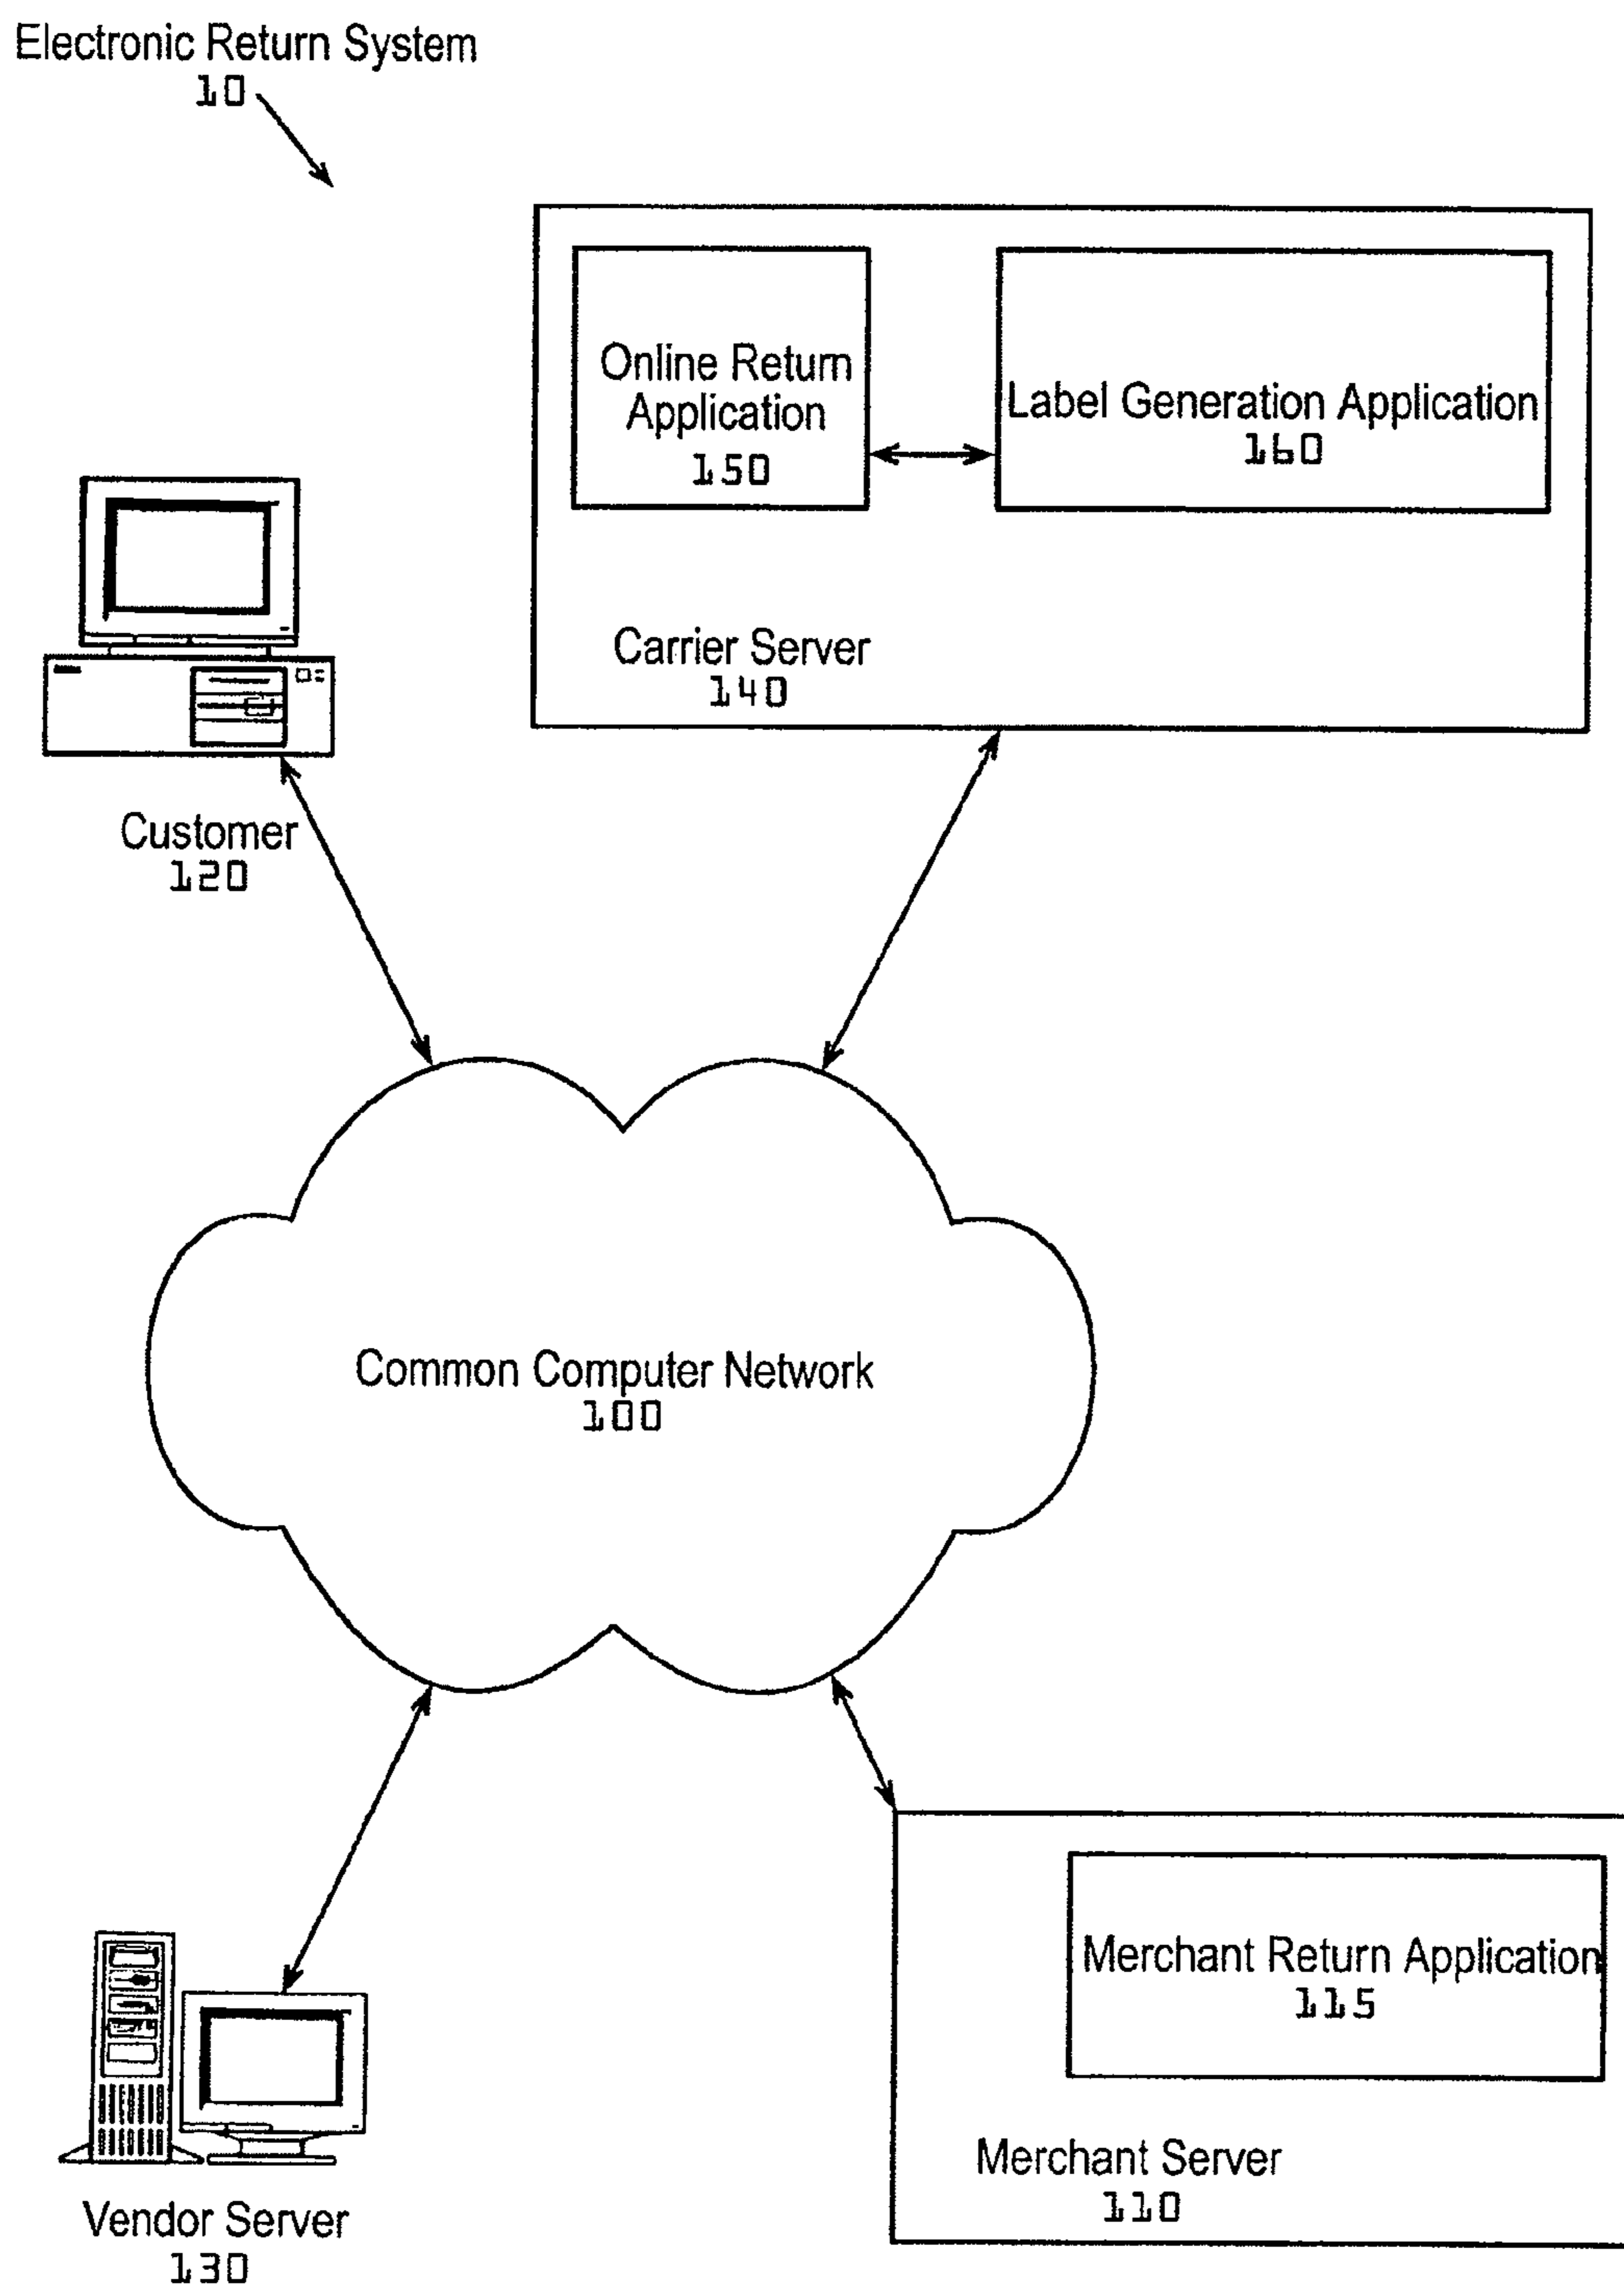 Electronic Return System
10
Online Return
Application
150
Label Generation Application
160
Carrier Server
140
Customer
120
Common Computer Network
100
Merchant Return Application
115
Merchant Server
110
Vendor Server
130